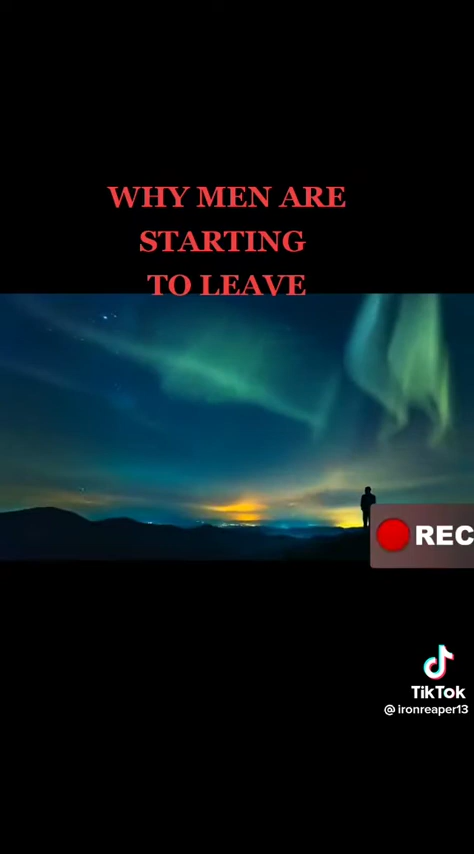 WHY MEN ARE
STARTING
TO LEAVE
REC
TikTok
@ ironreaper13